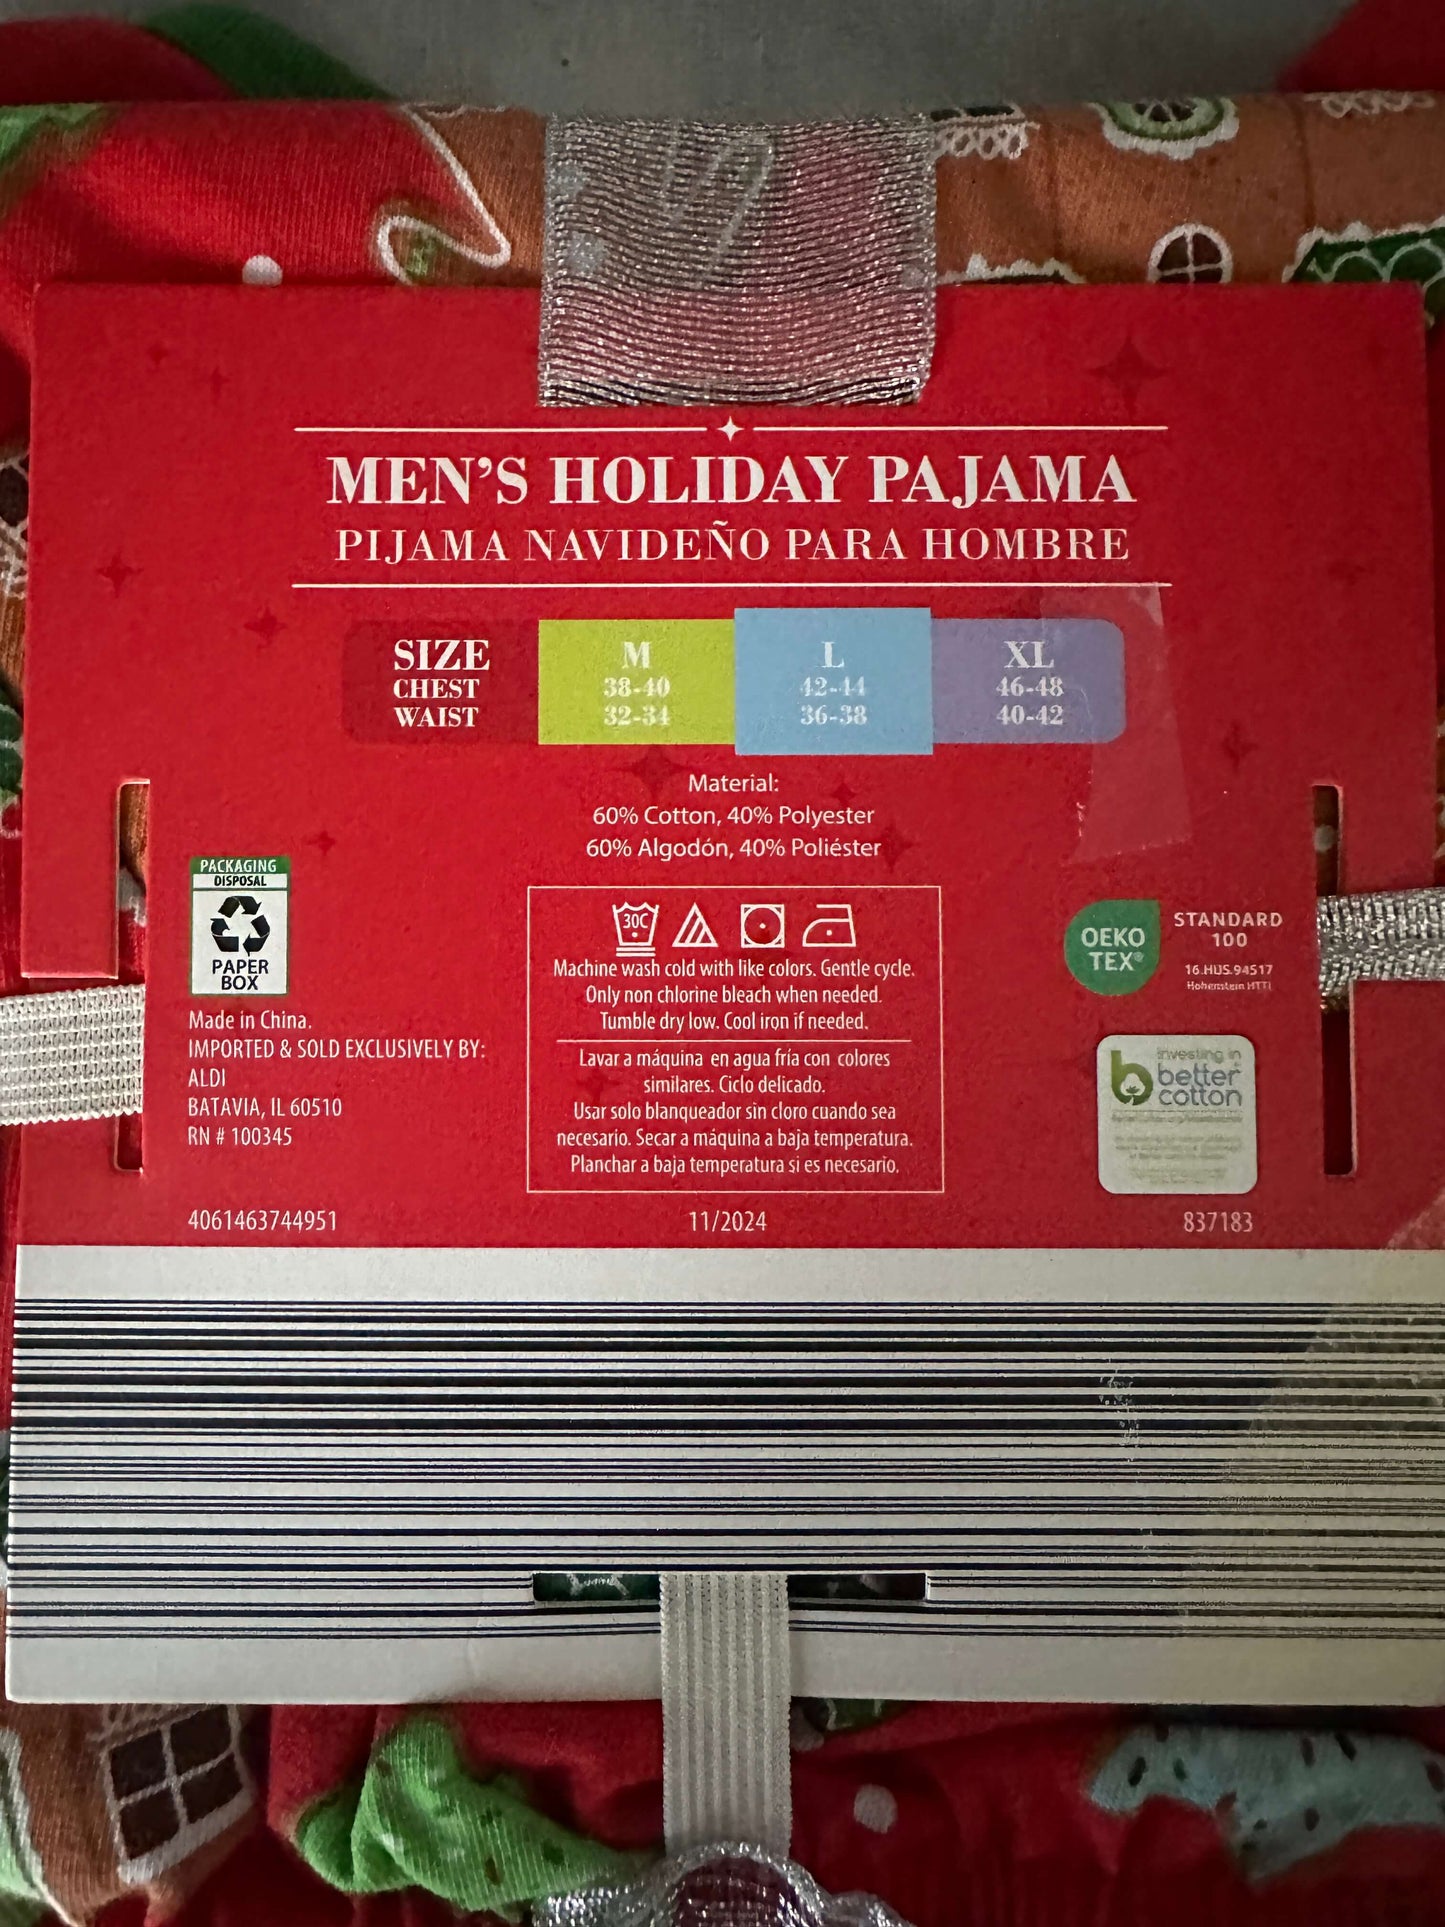 MEN'S HOLIDAY PAJAMA
PIJAMA NAVIDEÑO PARA HOMBRE
SIZE M L XL
CHEST 38-40 42-44 46-48
WAIST 32-34 36-38 40-42
Material:
60% Cotton, 40% Polyester
60% Algodón, 40% Poliéster
PACKAGING
DISPOSAL
PAPER
BOX
Made in China.
IMPORTED & SOLD EXCLUSIVELY BY:
ALDI
BATAVIA, IL 60510
RN # 100345
30C
Machine wash cold with like colors. Gentle cycle.
Only non chlorine bleach when needed.
Tumble dry low. Cool iron if needed.
Lavar a máquina en agua fría con colores
similares. Ciclo delicado.
Usar solo blanqueador sin cloro cuando sea
necesario. Secar a máquina a baja temperatura.
Planchar a baja temperatura si es necesario.
OEKO
TEX®
STANDARD
100
16.HUS.94517
Hohenstein HTTI
investing in
better
cotton
4061463744951
11/2024
837183